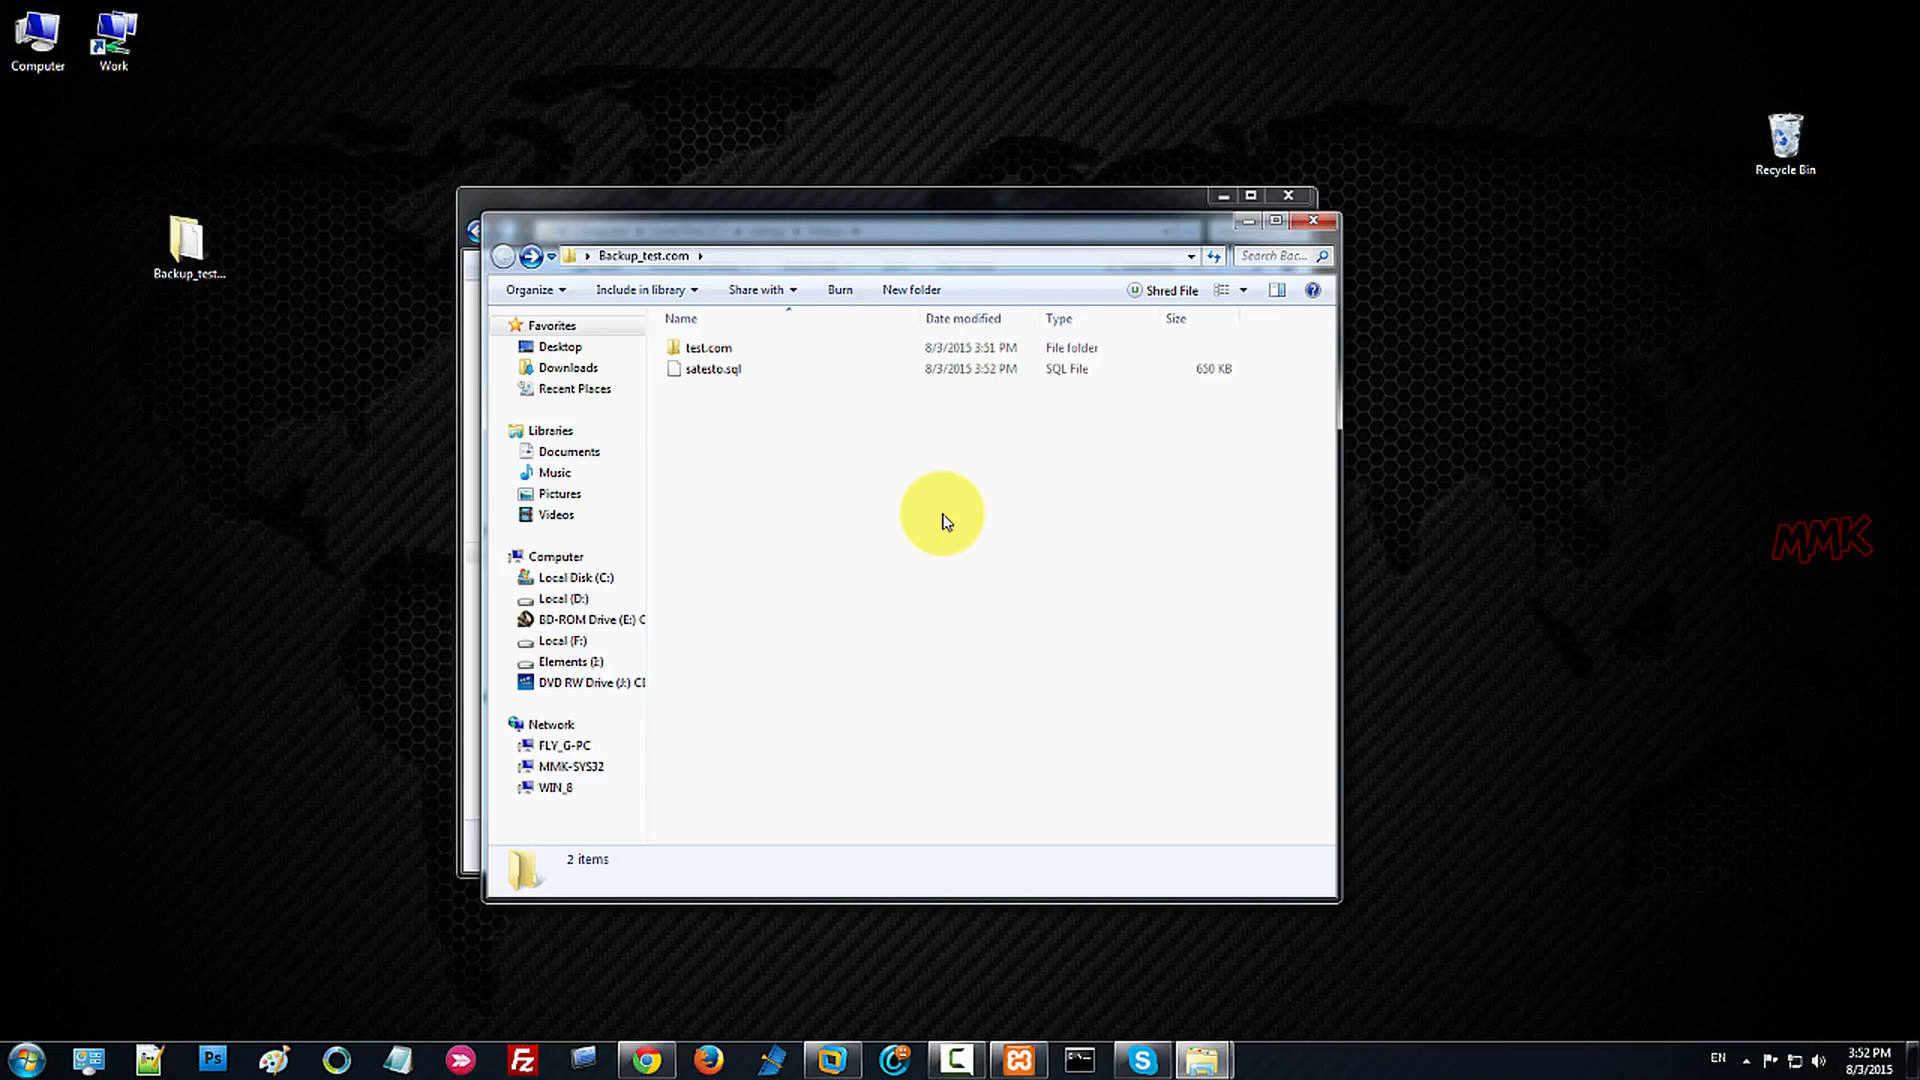 Computer
Work
Recycle Bin
Backup_test...
Backup_test.com
Search Bac...
Organize
Include in library
Share with
Burn
New folder
Shred File
Name
Date modified
Type
Size
Favorites
test.com
8/3/2015 3:51 PM
File folder
Desktop
satesto.sql
8/3/2015 3:52 PM
SQL File
650 KB
Downloads
Recent Places
Libraries
Documents
Music
Pictures
Videos
MMK
Computer
Local Disk (C:)
Local (D:)
BD-ROM Drive (E:) C
Local (F:)
Elements (I:)
DVD RW Drive (J:) CD
Network
FLY_G-PC
MMK-SYS32
WIN_8
2 items
Ps
Fz
EN
3:52 PM
8/3/2015